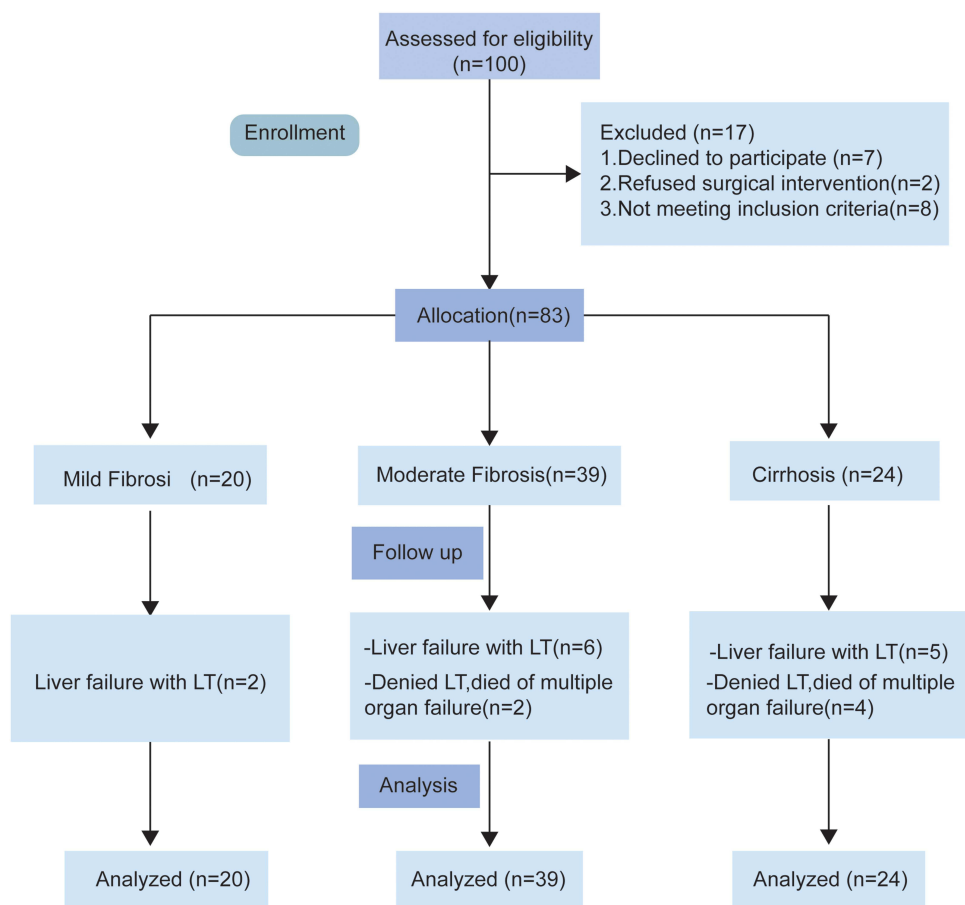 Assessed for eligibility
(n=100)
Enrollment
Excluded (n=17)
1.Declined to participate (n=7)
2.Refused surgical intervention(n=2)
3.Not meeting inclusion criteria(n=8)
Allocation(n=83)
Mild Fibrosi (n=20)
Moderate Fibrosis(n=39)
Cirrhosis (n=24)
Follow up
Liver failure with LT(n=2)
-Liver failure with LT(n=6)
-Denied LT,died of multiple
organ failure(n=2)
-Liver failure with LT(n=5)
-Denied LT,died of multiple
organ failure(n=4)
Analysis
Analyzed (n=20)
Analyzed (n=39)
Analyzed (n=24)